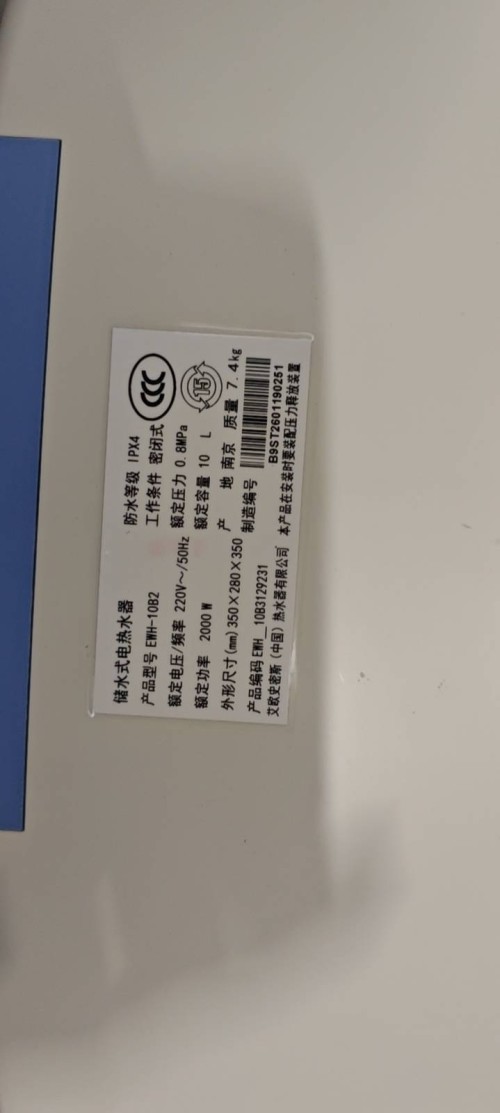 储水式电热水器
产品型号 EWH-10B2
额定电压/频率 220V～/50Hz
额定功率 2000 W
外形尺寸(mm) 350×280×350
产品编码 EWH_10B3129231
艾欧史密斯（中国）热水器有限公司
防水等级 IPX4
工作条件 密闭式
额定压力 0.8MPa
额定容量 10 L
产 地 南京 质量 7.4kg
制造编号
B9ST2601190251
本产品在安装时要装配压力释放装置
CCC
15